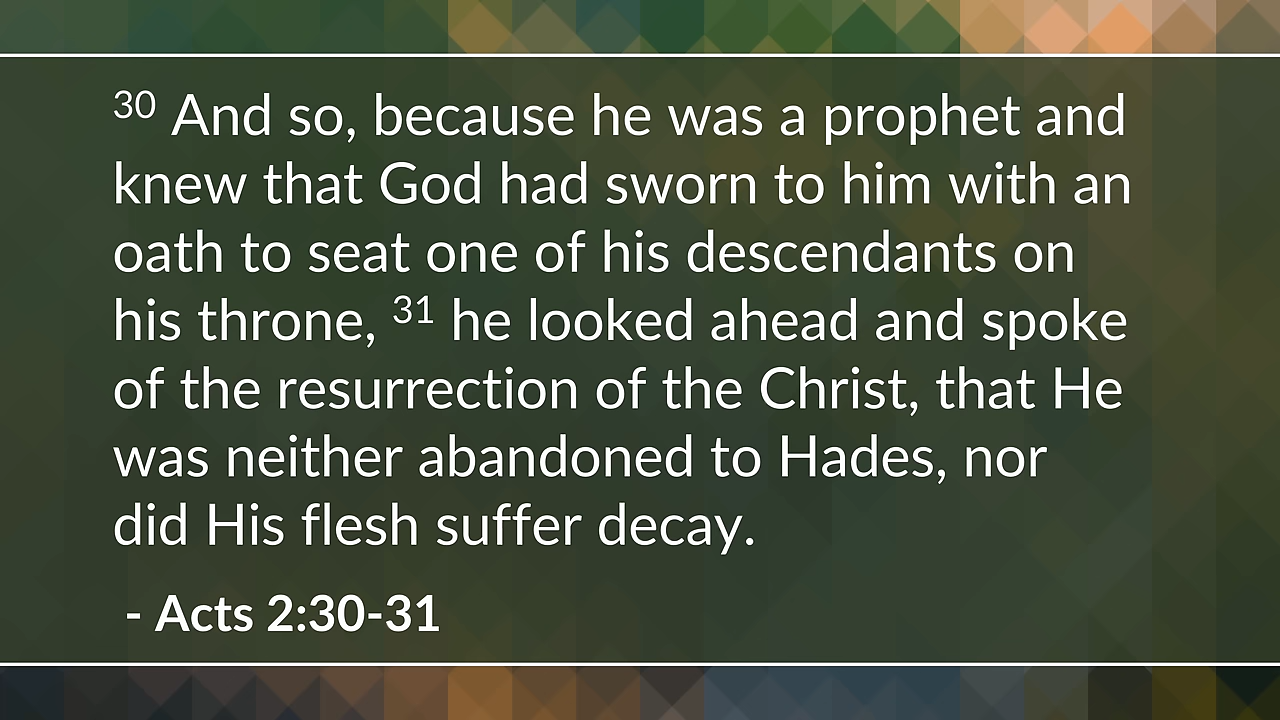 30 And so, because he was a prophet and
knew that God had sworn to him with an
oath to seat one of his descendants on
his throne, 31 he looked ahead and spoke
of the resurrection of the Christ, that He
was neither abandoned to Hades, nor
did His flesh suffer decay.
- Acts 2:30-31